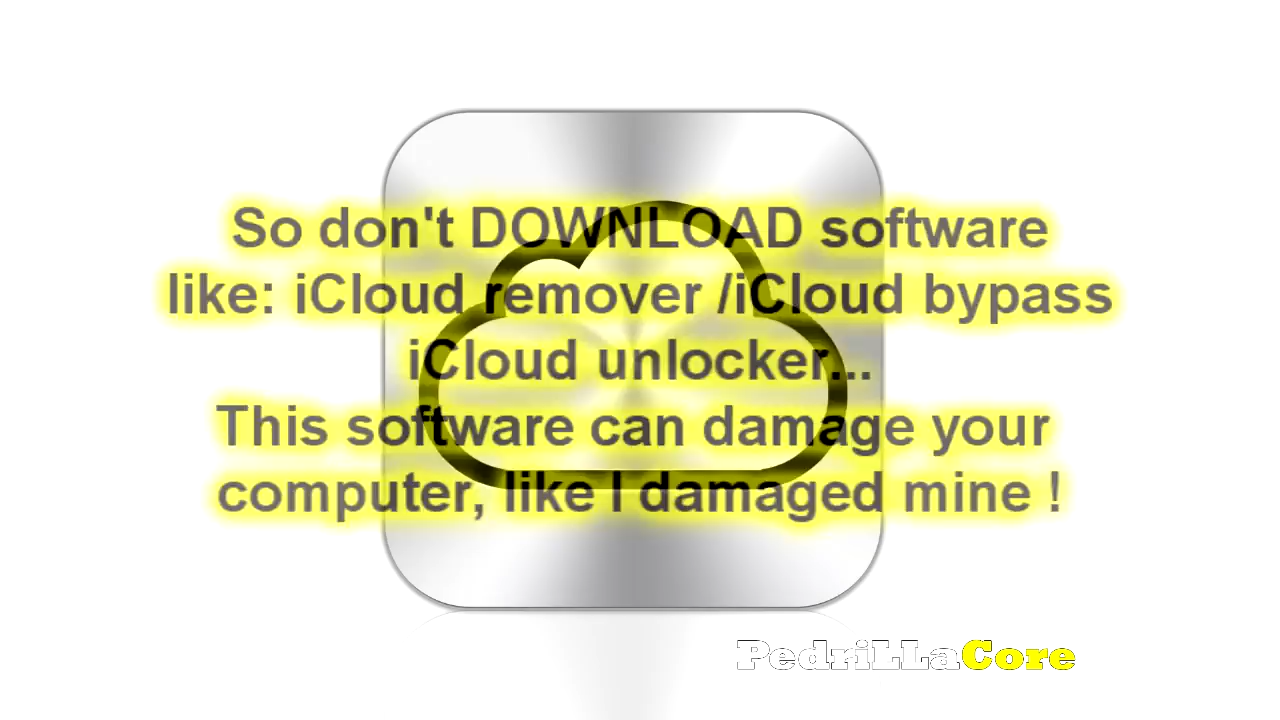 So don't DOWNLOAD software
like: iCloud remover /iCloud bypass
iCloud unlocker...
This software can damage your
computer, like I damaged mine !
PedriLLaCore